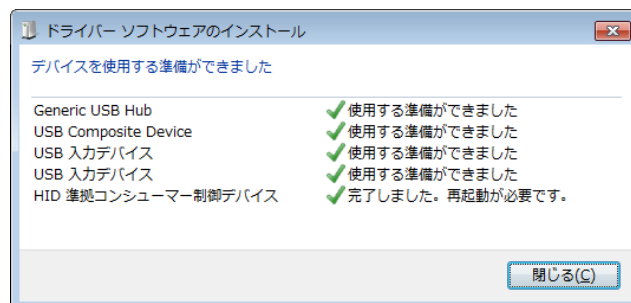 ドライバー ソフトウェアのインストール
デバイスを使用する準備ができました
Generic USB Hub 使用する準備ができました
USB Composite Device 使用する準備ができました
USB 入力デバイス 使用する準備ができました
USB 入力デバイス 使用する準備ができました
HID 準拠コンシューマー制御デバイス 完了しました。再起動が必要です。
閉じる(C)